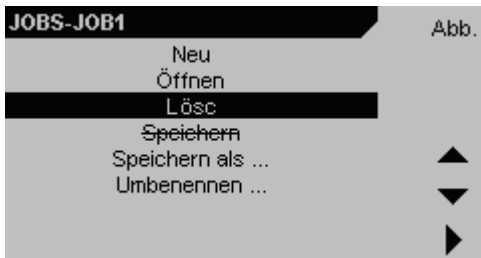 JOBS-JOB1
Abb.
Neu
Öffnen
Lösc
Speichern
Speichern als ...
Umbenennen ...